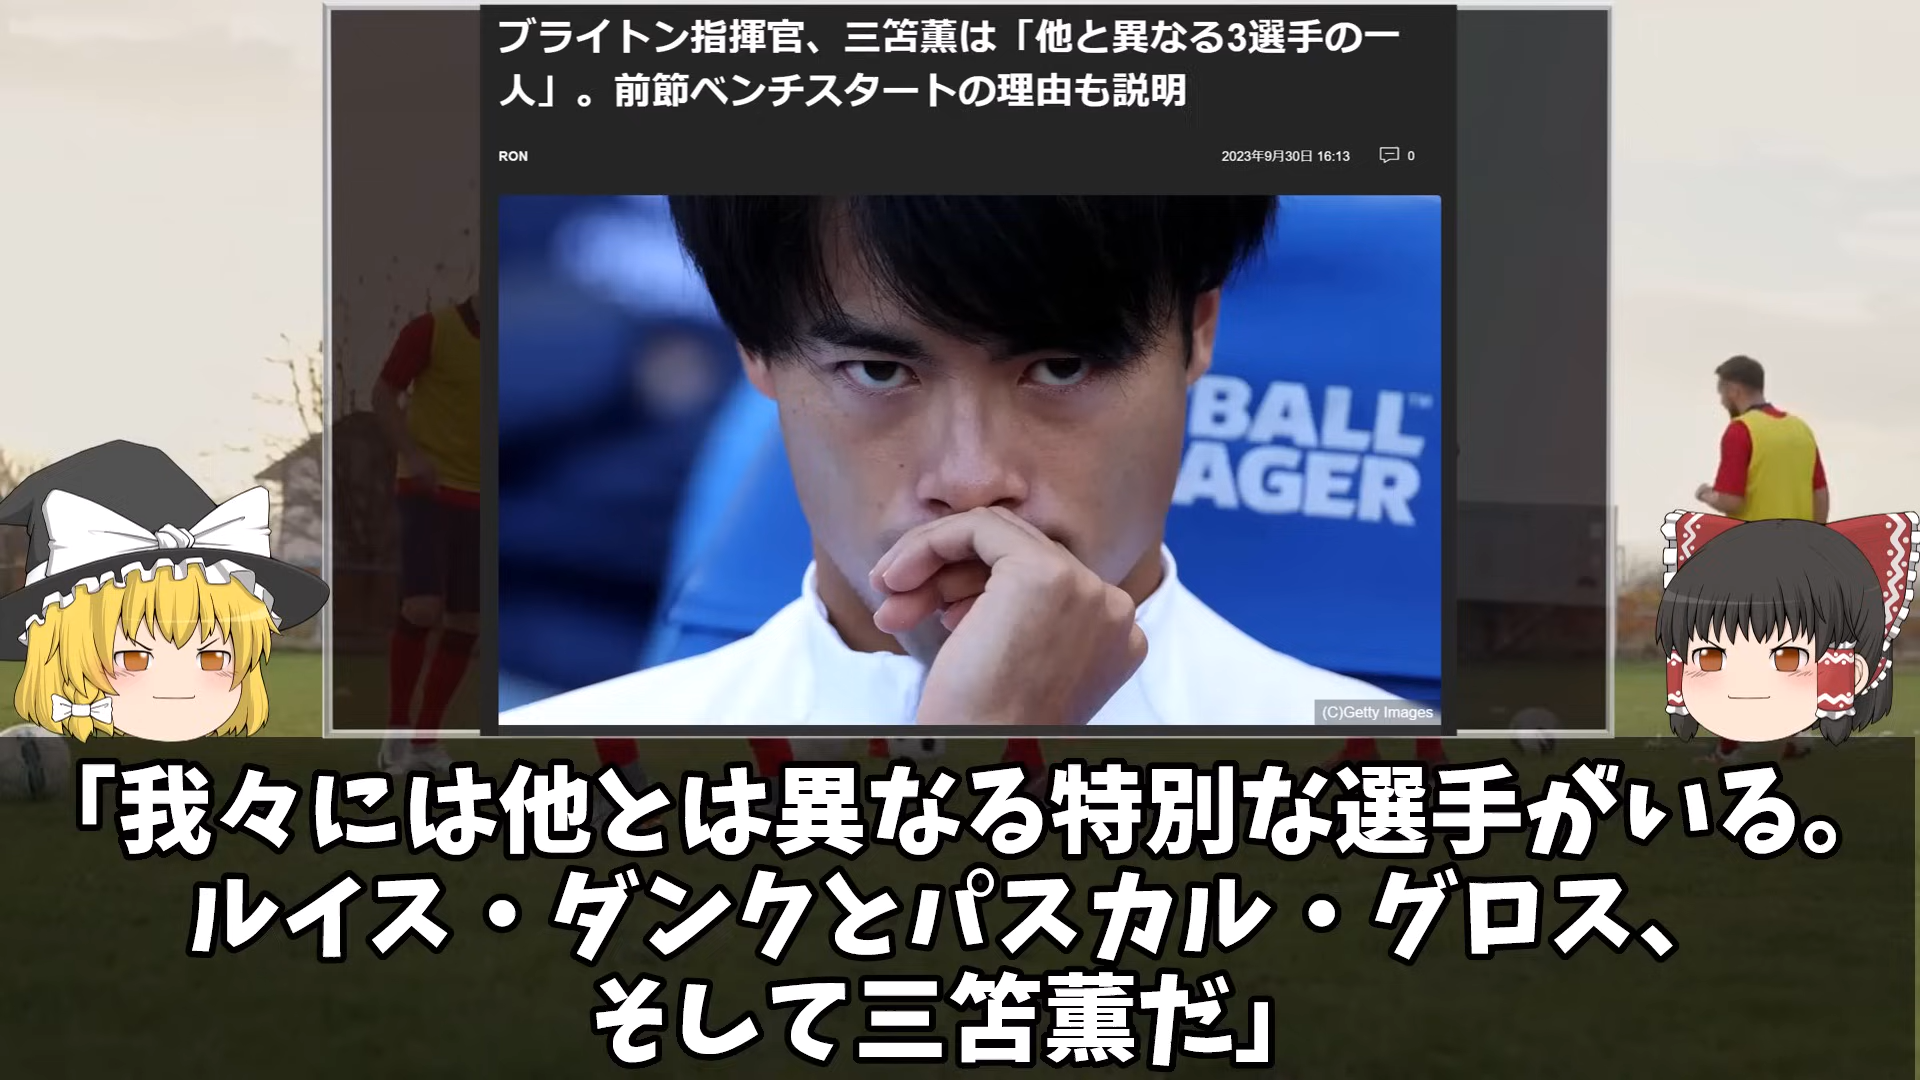 ブライトン指揮官、三笘薫は「他と異なる3選手の一
人」。前節ベンチスタートの理由も説明
RON
2023年9月30日 16:13
0
BALL™
AGER
(C)Getty Images
「我々には他とは異なる特別な選手がいる。
ルイス・ダンクとパスカル・グロス、
そして三笘薫だ」